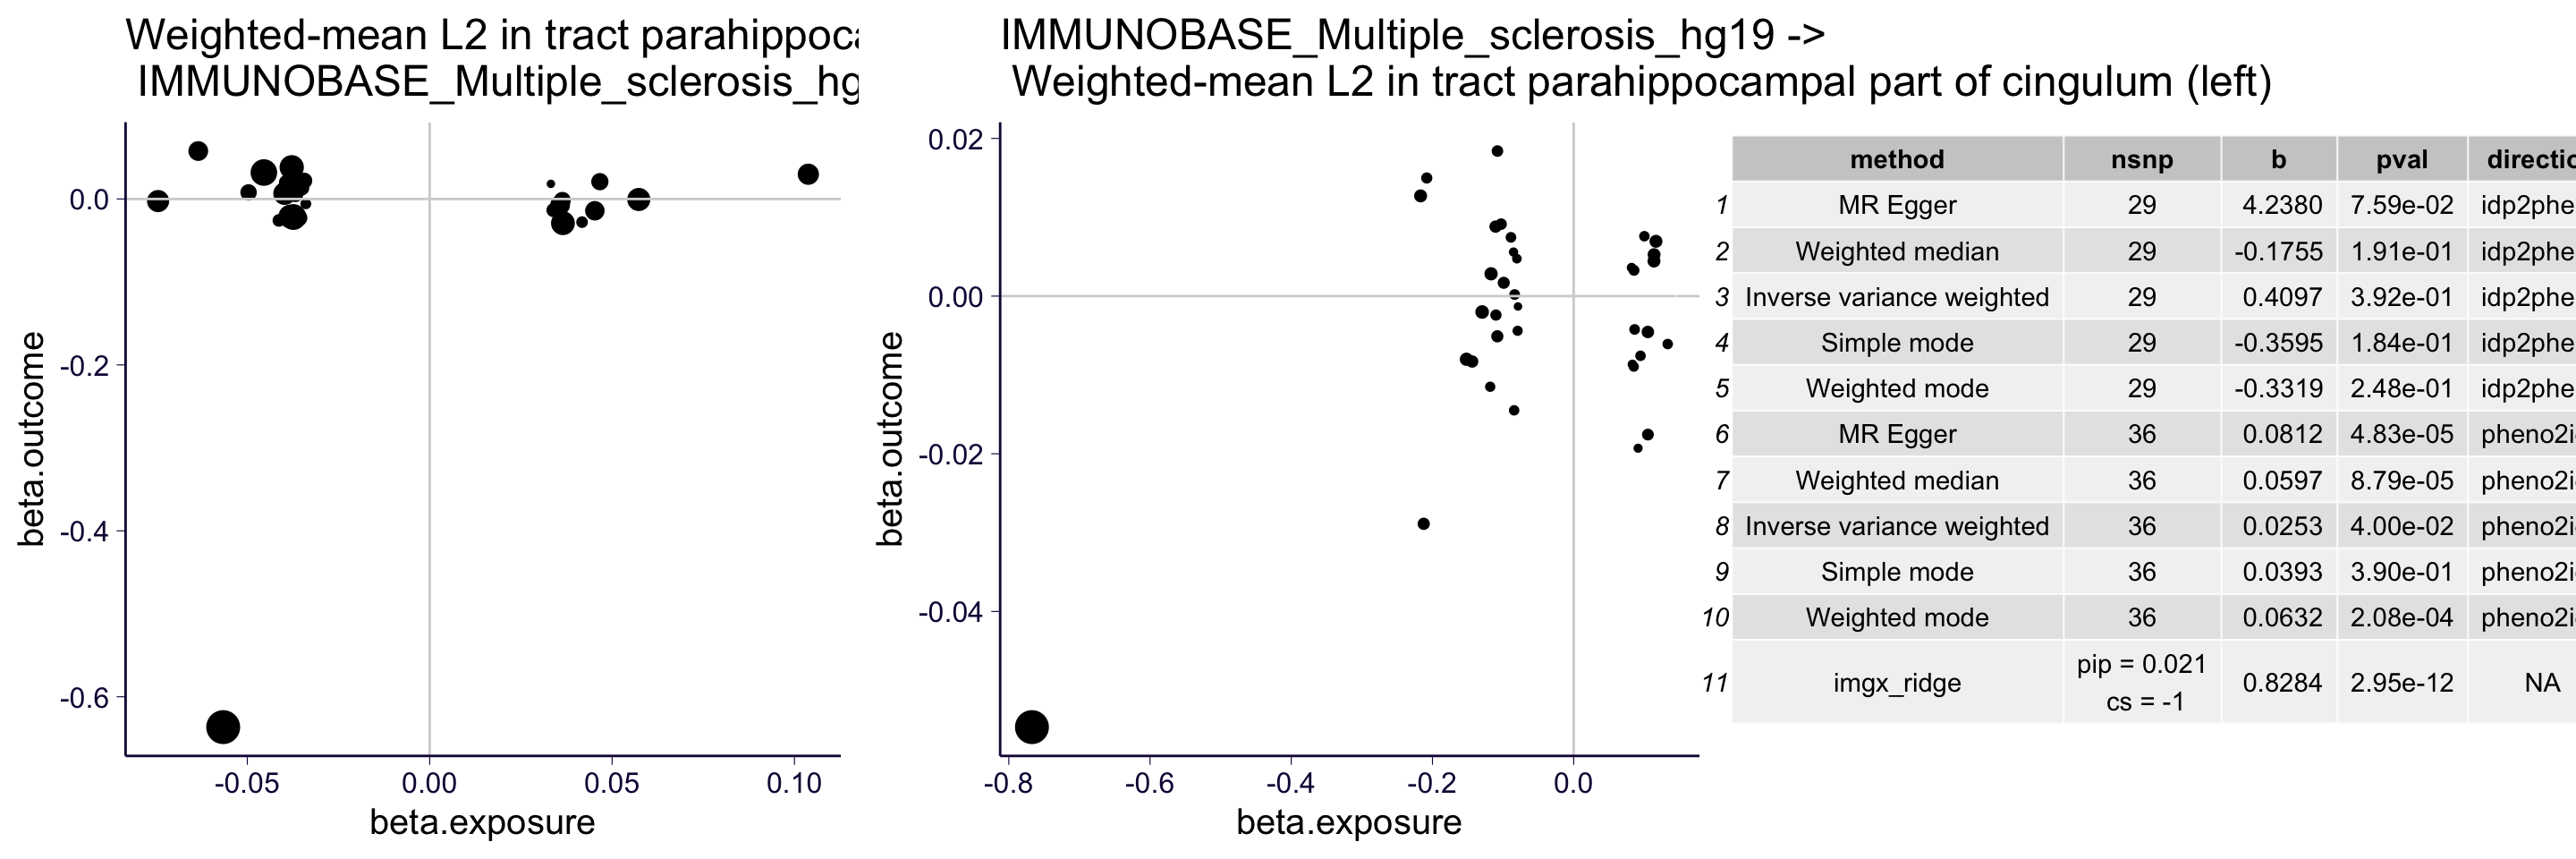 Weighted-mean L2 in tract parahippoca
IMMUNOBASE_Multiple_sclerosis_hg
0.0
-0.2
-0.4
-0.6
beta.outcome
-0.05 0.00 0.05 0.10
beta.exposure
IMMUNOBASE_Multiple_sclerosis_hg19 ->
Weighted-mean L2 in tract parahippocampal part of cingulum (left)
0.02
0.00
-0.02
-0.04
beta.outcome
-0.8 -0.6 -0.4 -0.2 0.0
beta.exposure
method nsnp b pval directio
1 MR Egger 29 4.2380 7.59e-02 idp2phe
2 Weighted median 29 -0.1755 1.91e-01 idp2phe
3 Inverse variance weighted 29 0.4097 3.92e-01 idp2phe
4 Simple mode 29 -0.3595 1.84e-01 idp2phe
5 Weighted mode 29 -0.3319 2.48e-01 idp2phe
6 MR Egger 36 0.0812 4.83e-05 pheno2i
7 Weighted median 36 0.0597 8.79e-05 pheno2i
8 Inverse variance weighted 36 0.0253 4.00e-02 pheno2i
9 Simple mode 36 0.0393 3.90e-01 pheno2i
10 Weighted mode 36 0.0632 2.08e-04 pheno2i
11 imgx_ridge pip = 0.021 0.8284 2.95e-12 NA
cs = -1